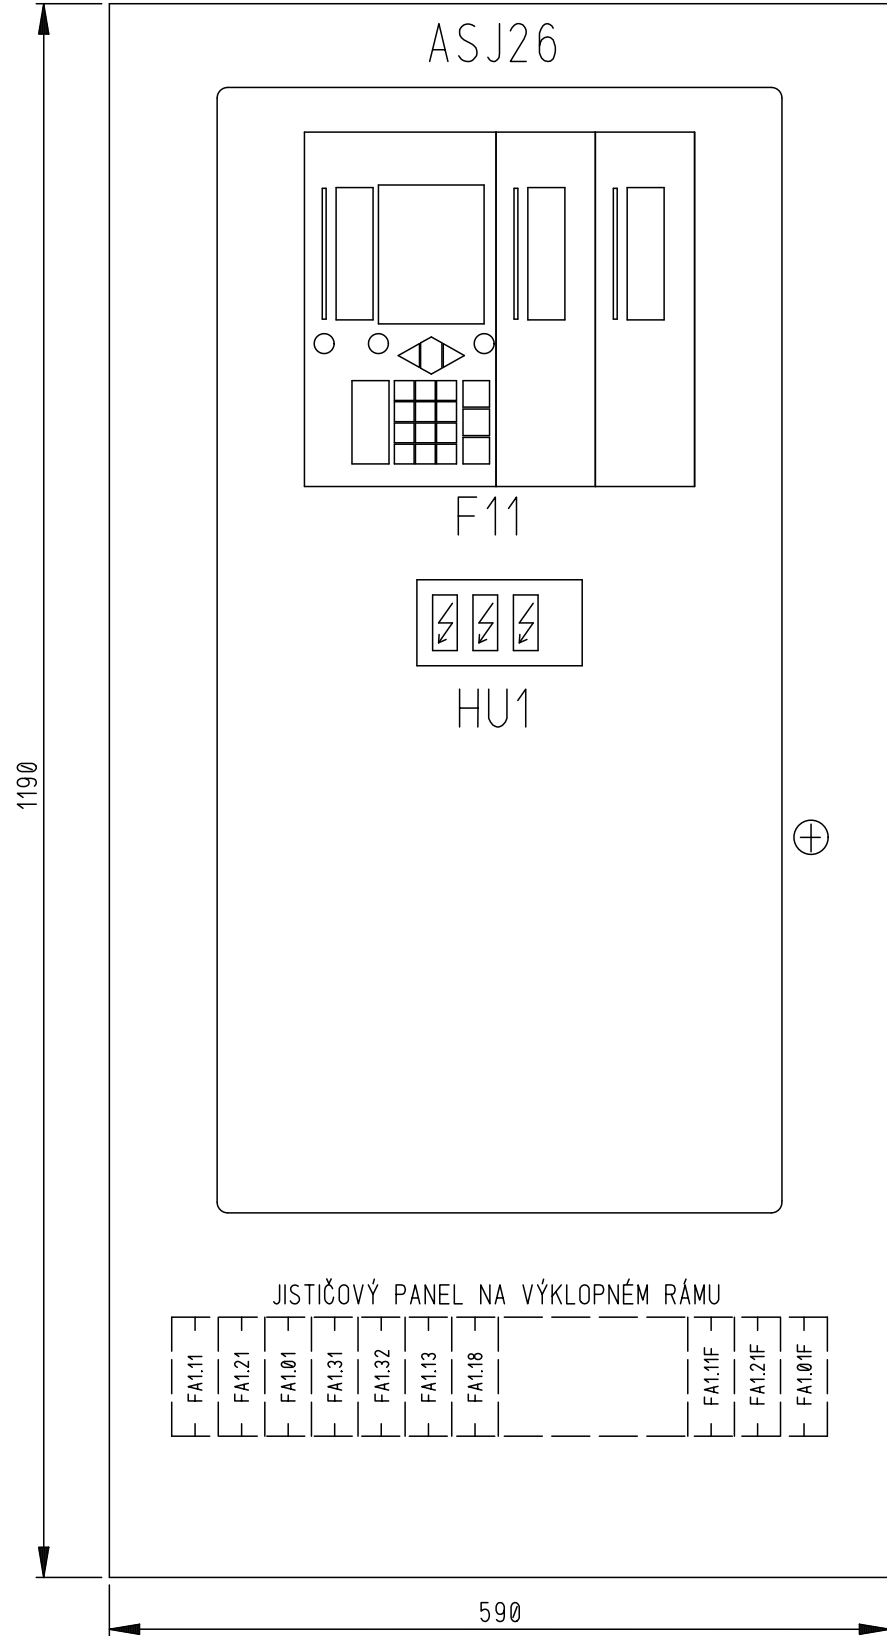 ASJ26
F11
HU1
1190
JISTIČOVÝ PANEL NA VÝKLOPNÉM RÁMU
FA1.11
FA1.21
FA1.01
FA1.31
FA1.32
FA1.13
FA1.18
FA1.11F
FA1.21F
FA1.01F
590